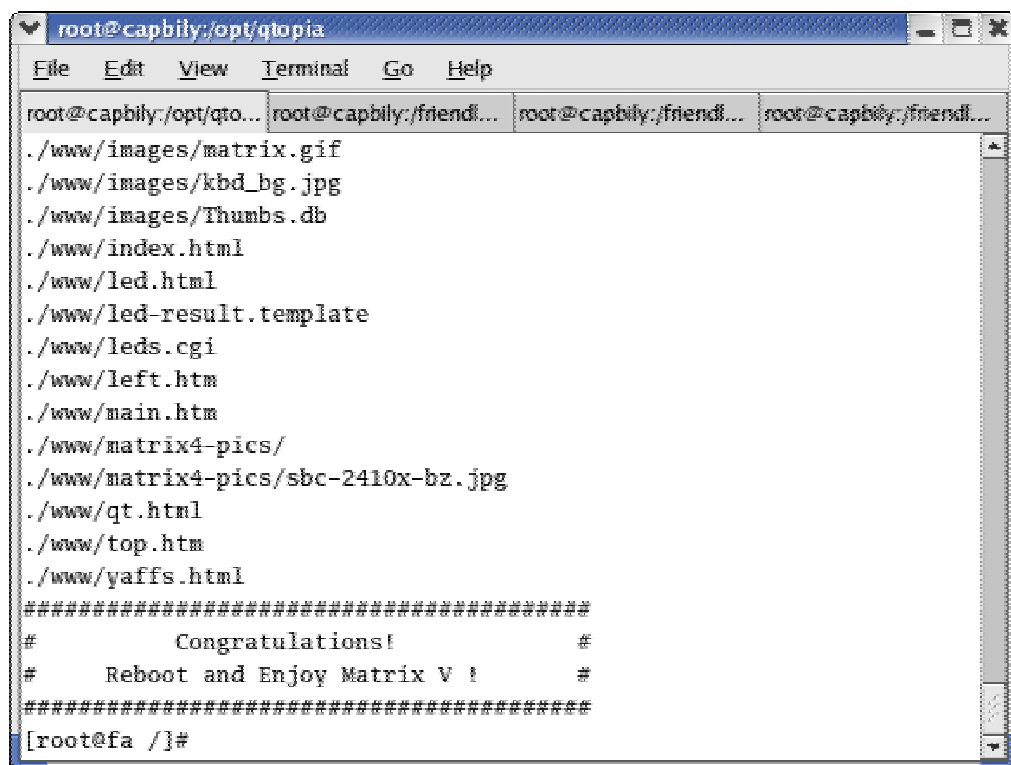 root@capbily:/opt/qtopia
File Edit View Terminal Go Help
root@capbily:/opt/qto... root@capbily:/friendl... root@capbily:/friendl... root@capbily:/friendl...
./www/images/matrix.gif
./www/images/kbd_bg.jpg
./www/images/Thumbs.db
./www/index.html
./www/led.html
./www/led-result.template
./www/leds.cgi
./www/left.htm
./www/main.htm
./www/matrix4-pics/
./www/matrix4-pics/sbc-2410x-bz.jpg
./www/qt.html
./www/top.htm
./www/yaffs.html
#########################################
# Congratulations! #
# Reboot and Enjoy Matrix V ! #
#########################################
[root@fa /]#